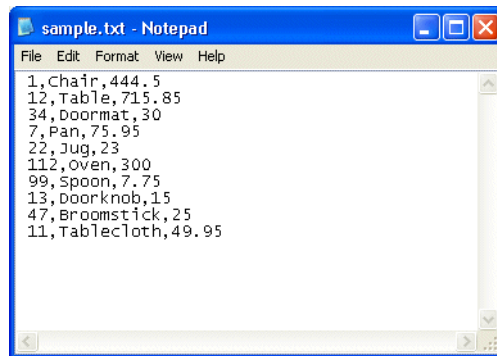 sample.txt - Notepad
File Edit Format View Help
1,Chair,444.5
12,Table,715.85
34,Doormat,30
7,Pan,75.95
22,Jug,23
112,Oven,300
99,Spoon,7.75
13,Doorknob,15
47,Broomstick,25
11,Tablecloth,49.95